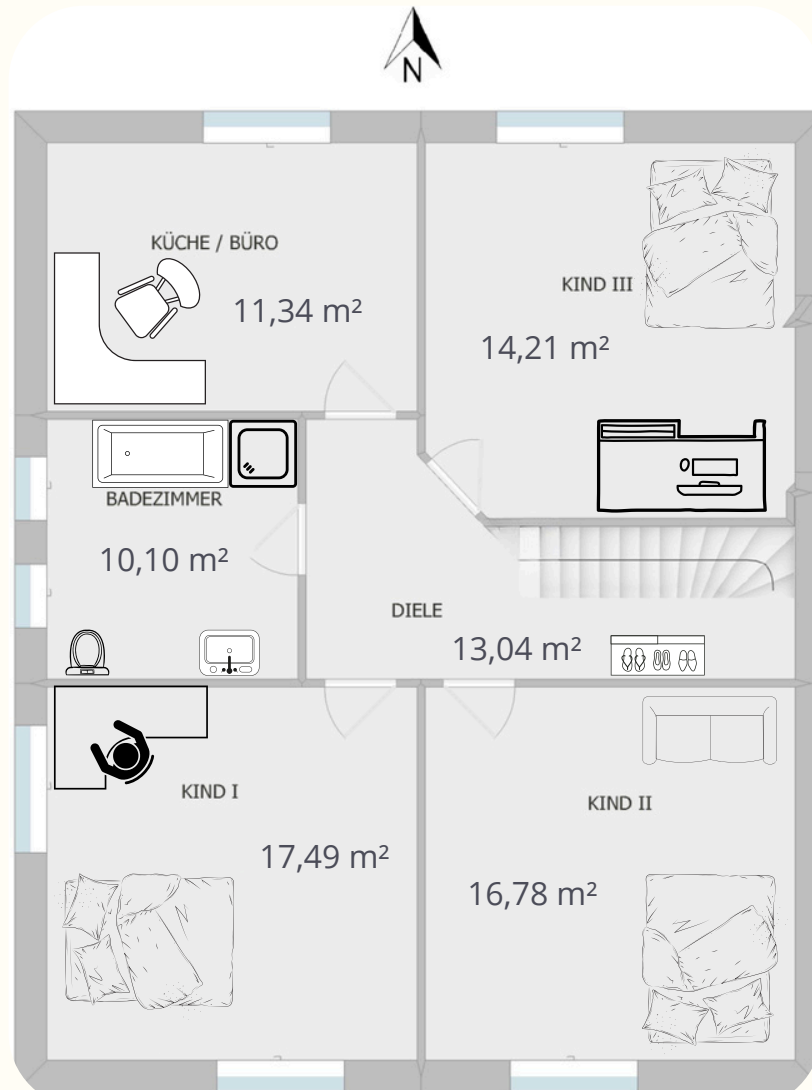 N
KÜCHE / BÜRO
11,34 m²
KIND III
14,21 m²
BADEZIMMER
10,10 m²
DIELE
13,04 m²
KIND I
17,49 m²
KIND II
16,78 m²